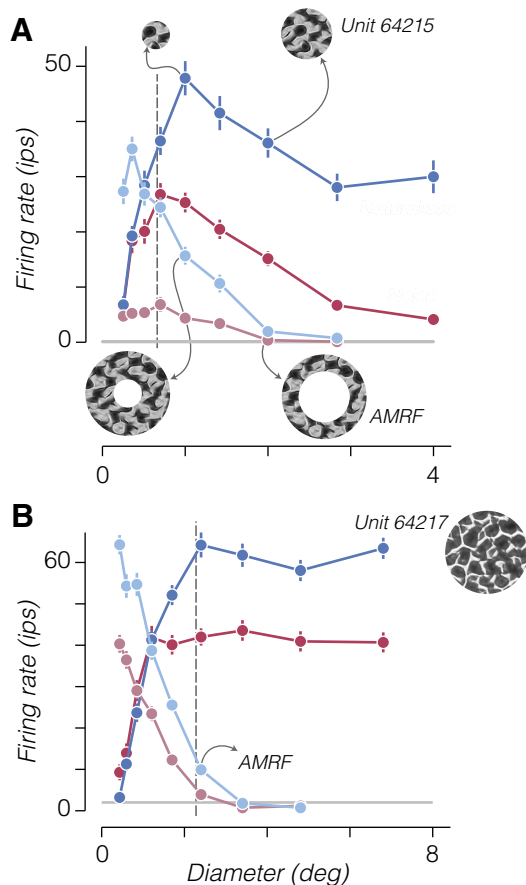 A
Unit 64215
50
Firing rate (ips)
0
AMRF
0
4
B
Unit 64217
60
Firing rate (ips)
AMRF
0
0
8
Diameter (deg)